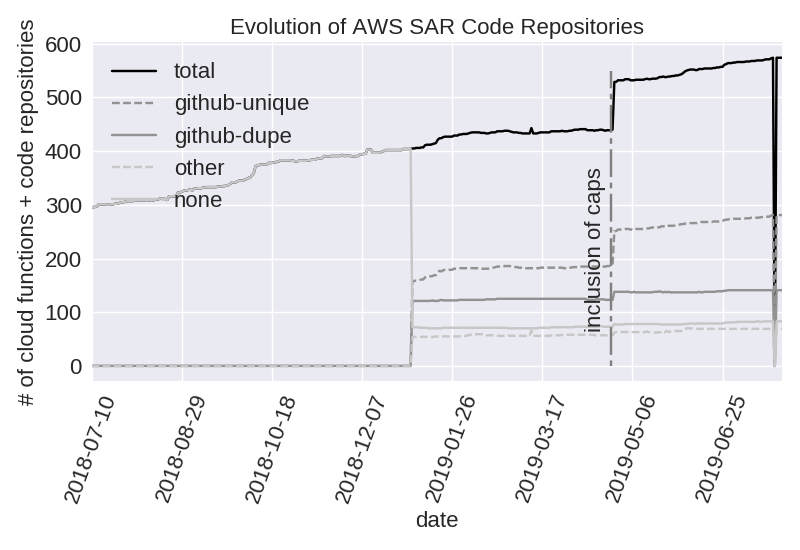 Evolution of AWS SAR Code Repositories
# of cloud functions + code repositories
600
500
400
300
200
100
0
total
github-unique
github-dupe
other
none
inclusion of caps
2018-07-10
2018-08-29
2018-10-18
2018-12-07
2019-01-26
2019-03-17
2019-05-06
2019-06-25
date